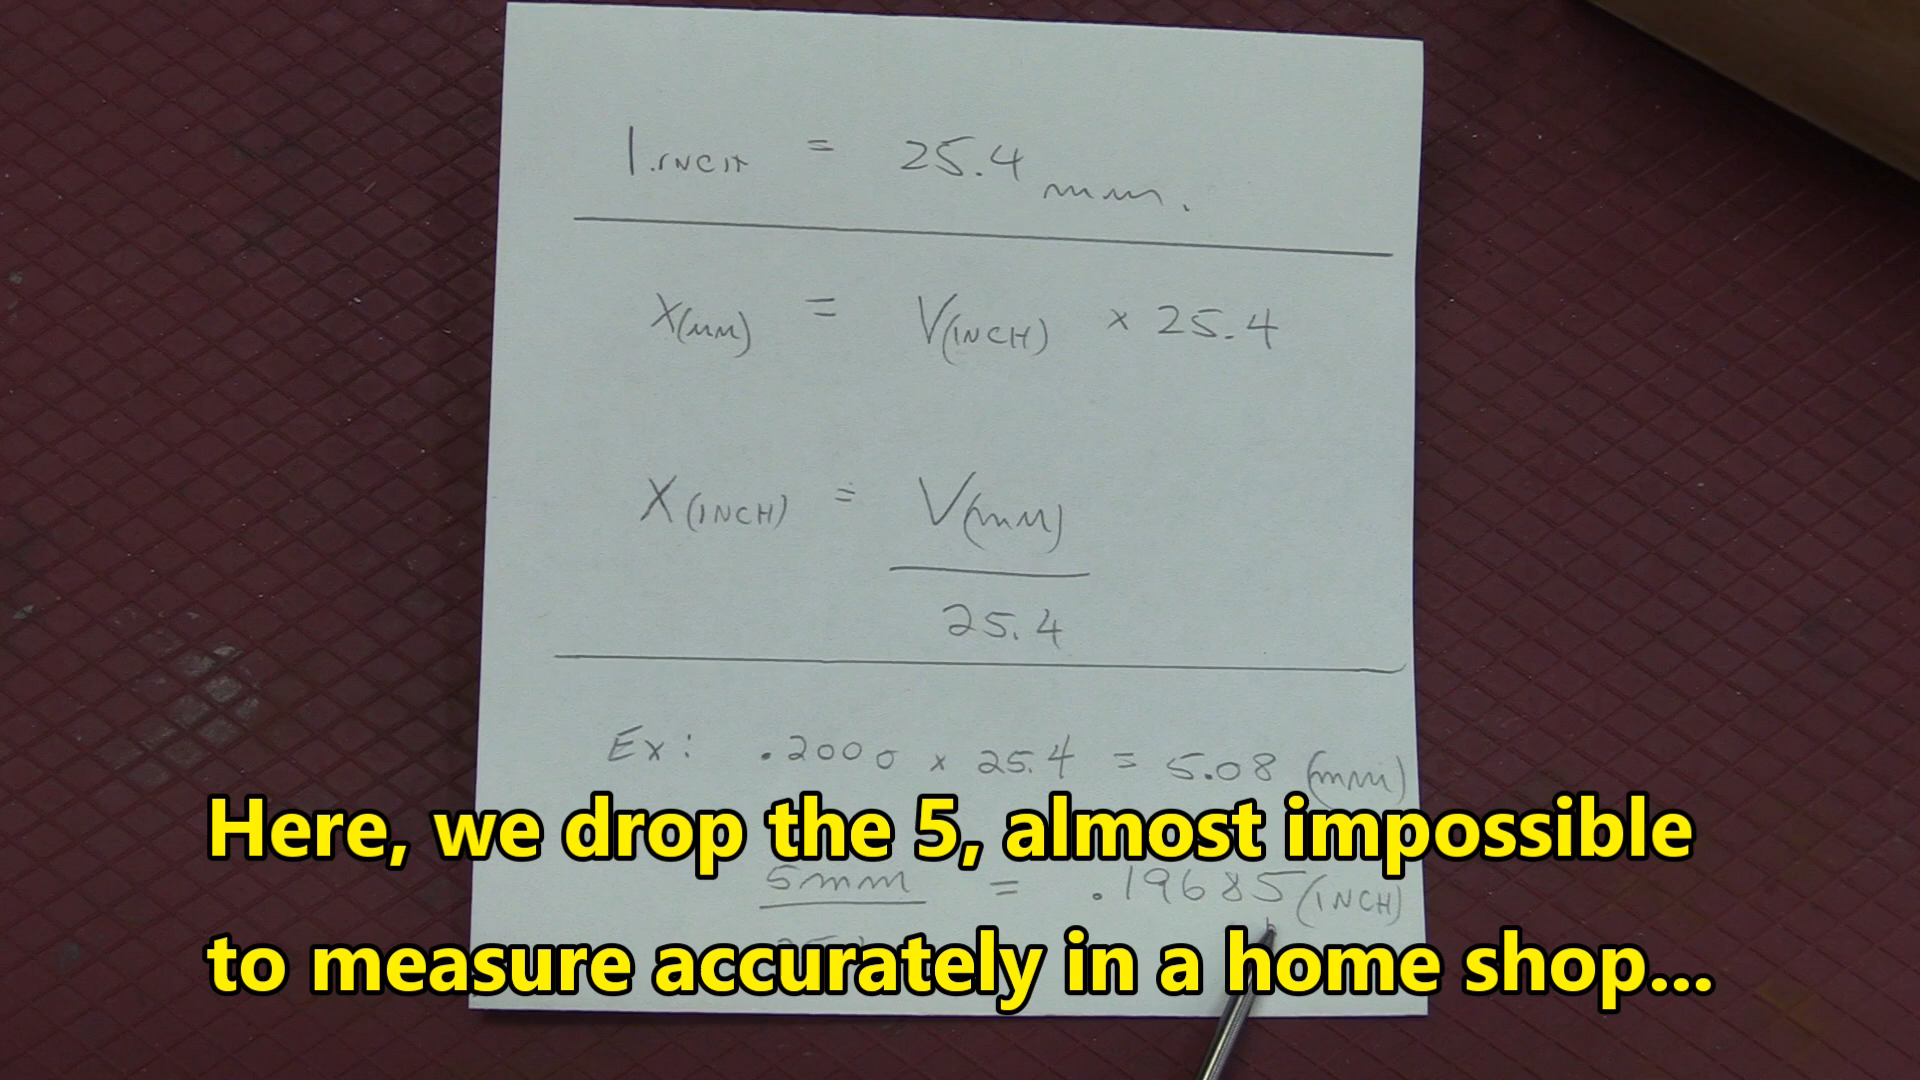 1 INCH = 25.4 mm.
X(MM) = V(INCH) × 25.4
X(INCH) = V(mm)
25.4
Ex: .2000 × 25.4 = 5.08 (mm)
Here, we drop the 5, almost impossible
5mm = .19685 (INCH)
to measure accurately in a home shop...